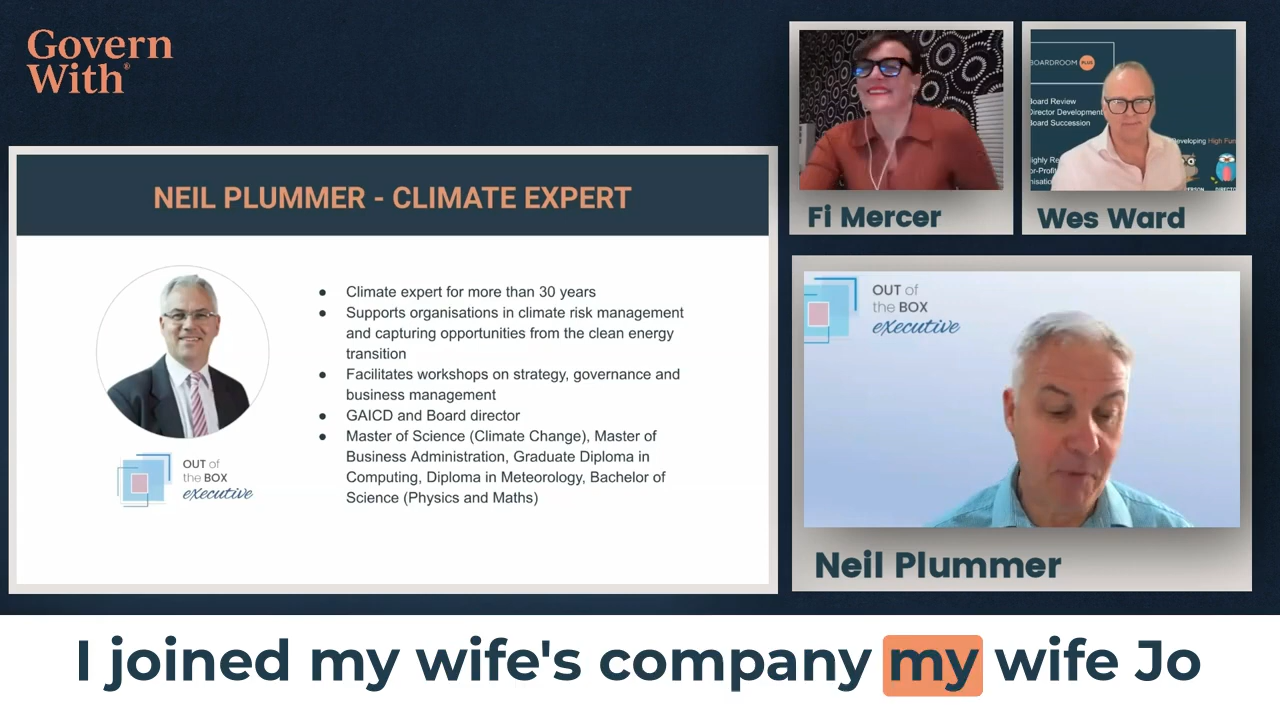 Govern
With®
NEIL PLUMMER - CLIMATE EXPERT
● Climate expert for more than 30 years
● Supports organisations in climate risk management
and capturing opportunities from the clean energy
transition
● Facilitates workshops on strategy, governance and
business management
● GAICD and Board director
● Master of Science (Climate Change), Master of
Business Administration, Graduate Diploma in
Computing, Diploma in Meteorology, Bachelor of
Science (Physics and Maths)
OUT of
the BOX
executive
BOARDROOM PLUS
Board Review
Director Development
Board Succession
Developing High Fun
Fi Mercer
Wes Ward
OUT of
the BOX
executive
Neil Plummer
I joined my wife's company my wife Jo